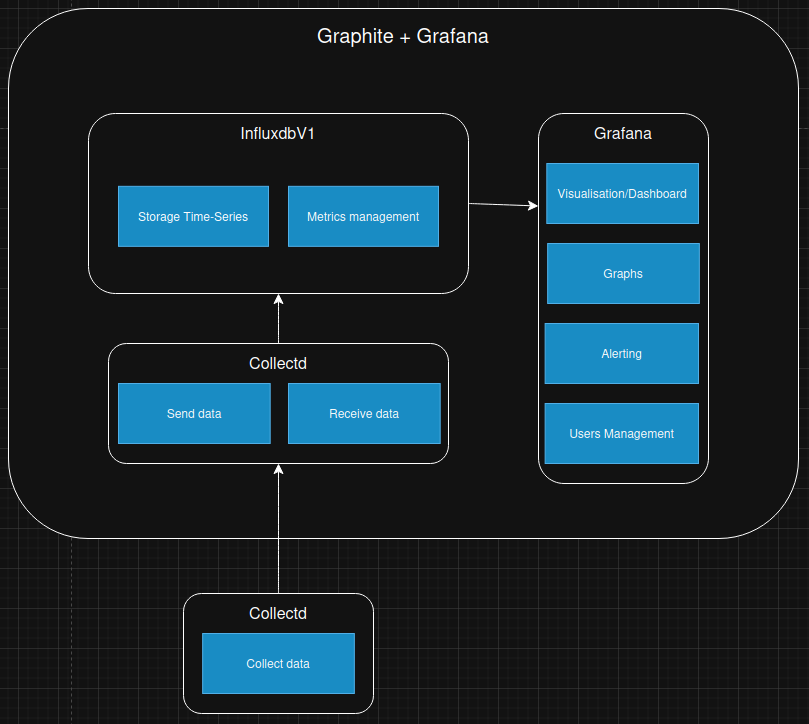 Graphite + Grafana
InfluxdbV1
Storage Time-Series
Metrics management
Grafana
Visualisation/Dashboard
Graphs
Alerting
Users Management
Collectd
Send data
Receive data
Collectd
Collect data